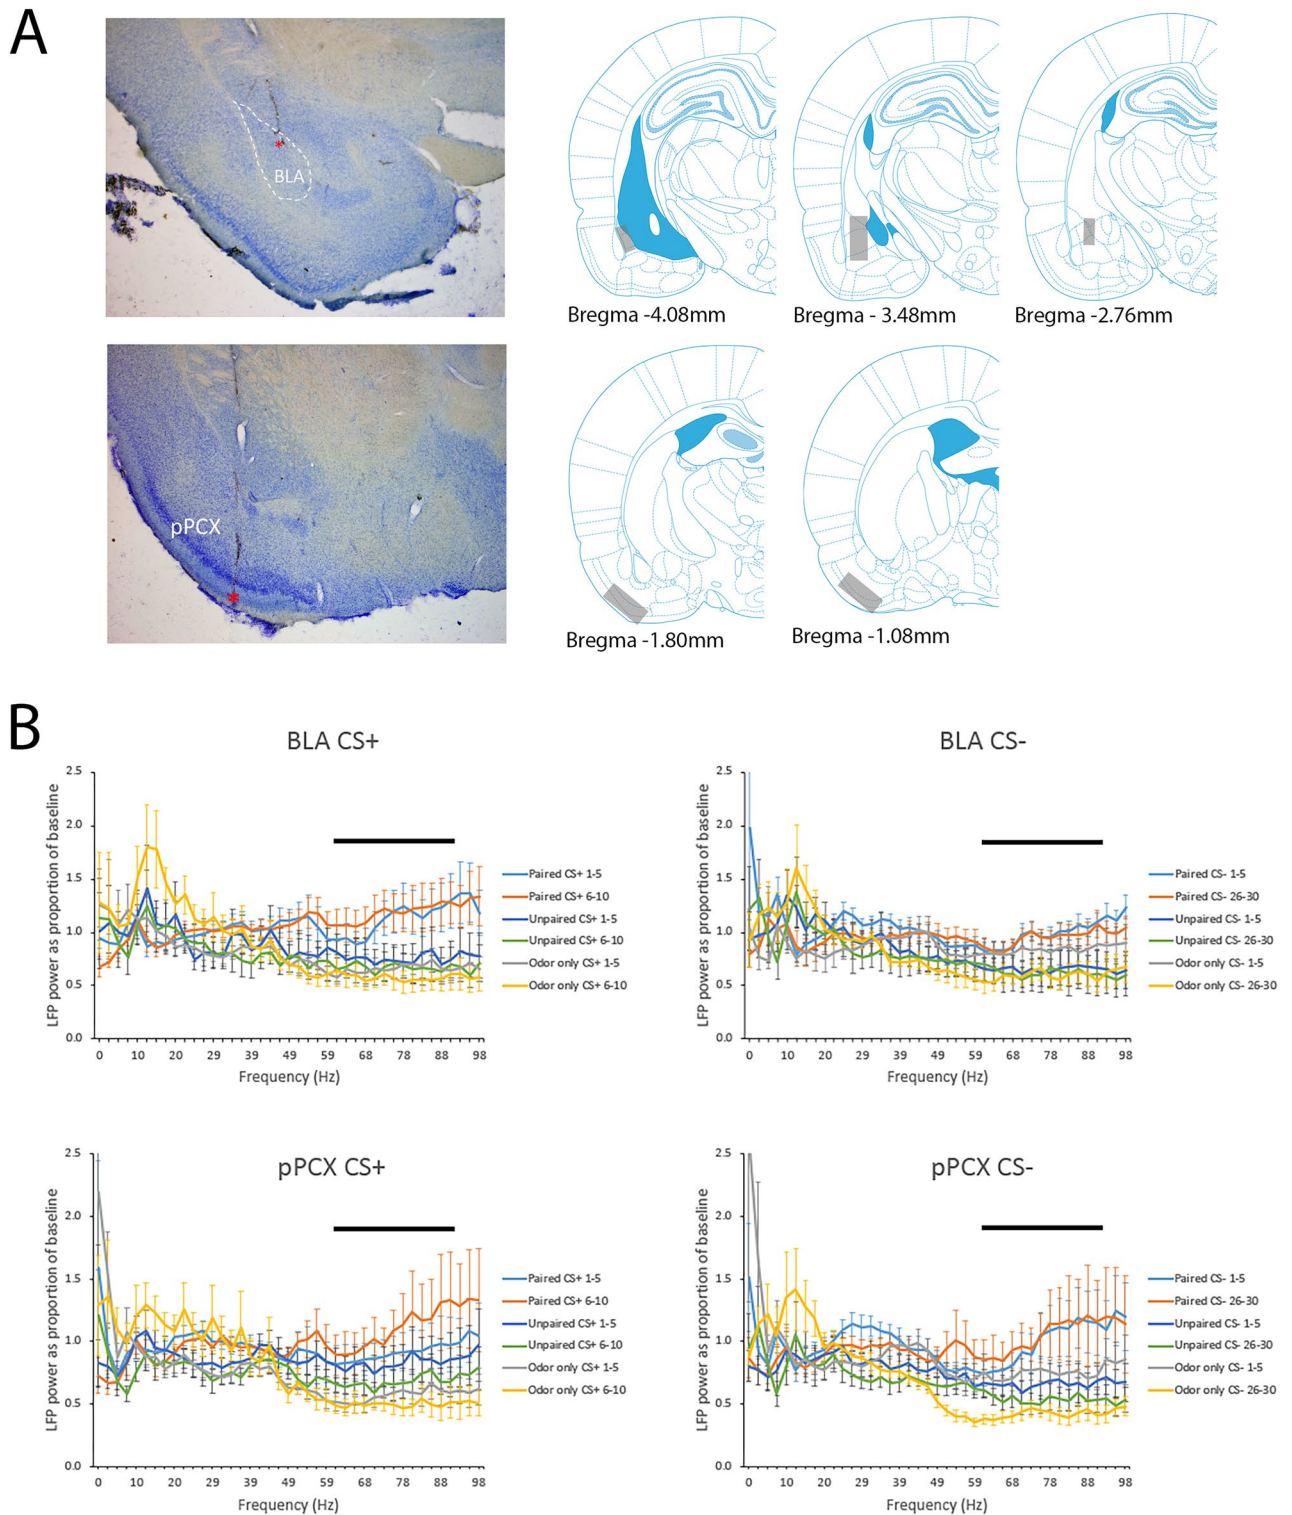 A
BLA
*
Bregma -4.08mm
Bregma - 3.48mm
Bregma -2.76mm
pPCX
*
Bregma -1.80mm
Bregma -1.08mm
B
BLA CS+
LFP power as proportion of baseline
2.5
2.0
1.5
1.0
0.5
0.0
0 10 20 29 39 49 59 68 78 88 98
Frequency (Hz)
Paired CS+ 1-5
Paired CS+ 6-10
Unpaired CS+ 1-5
Unpaired CS+ 6-10
Odor only CS+ 1-5
Odor only CS+ 6-10
BLA CS-
LFP power as proportion of baseline
2.5
2.0
1.5
1.0
0.5
0.0
0 10 20 29 39 49 59 68 78 88 98
Frequency (Hz)
Paired CS- 1-5
Paired CS- 26-30
Unpaired CS- 1-5
Unpaired CS- 26-30
Odor only CS- 1-5
Odor only CS- 26-30
pPCX CS+
LFP power as proportion of baseline
2.5
2.0
1.5
1.0
0.5
0.0
0 10 20 29 39 49 59 68 78 88 98
Frequency (Hz)
Paired CS+ 1-5
Paired CS+ 6-10
Unpaired CS+ 1-5
Unpaired CS+ 6-10
Odor only CS+ 1-5
Odor only CS+ 6-10
pPCX CS-
LFP power as proportion of baseline
2.5
2.0
1.5
1.0
0.5
0.0
0 10 20 29 39 49 59 68 78 88 98
Frequency (Hz)
Paired CS- 1-5
Paired CS- 26-30
Unpaired CS- 1-5
Unpaired CS- 26-30
Odor only CS- 1-5
Odor only CS- 26-30